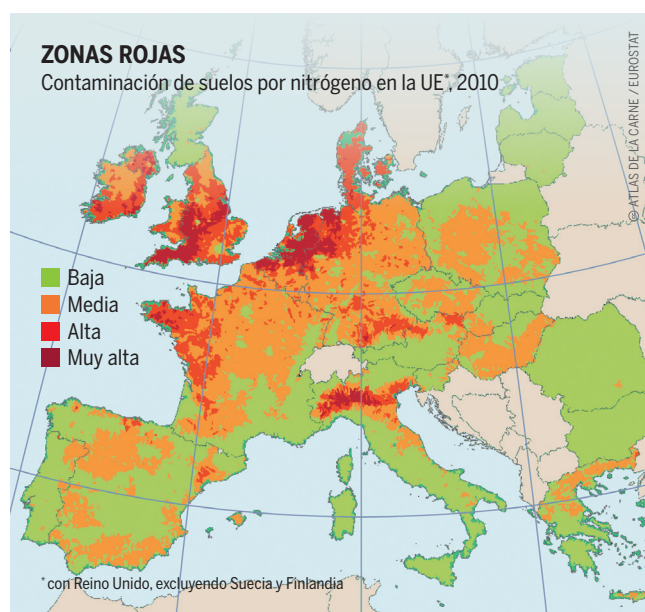 ZONAS ROJAS
Contaminación de suelos por nitrógeno en la UE*, 2010
© ATLAS DE LA CARNE / EUROSTAT
Baja
Media
Alta
Muy alta
* con Reino Unido, excluyendo Suecia y Finlandia